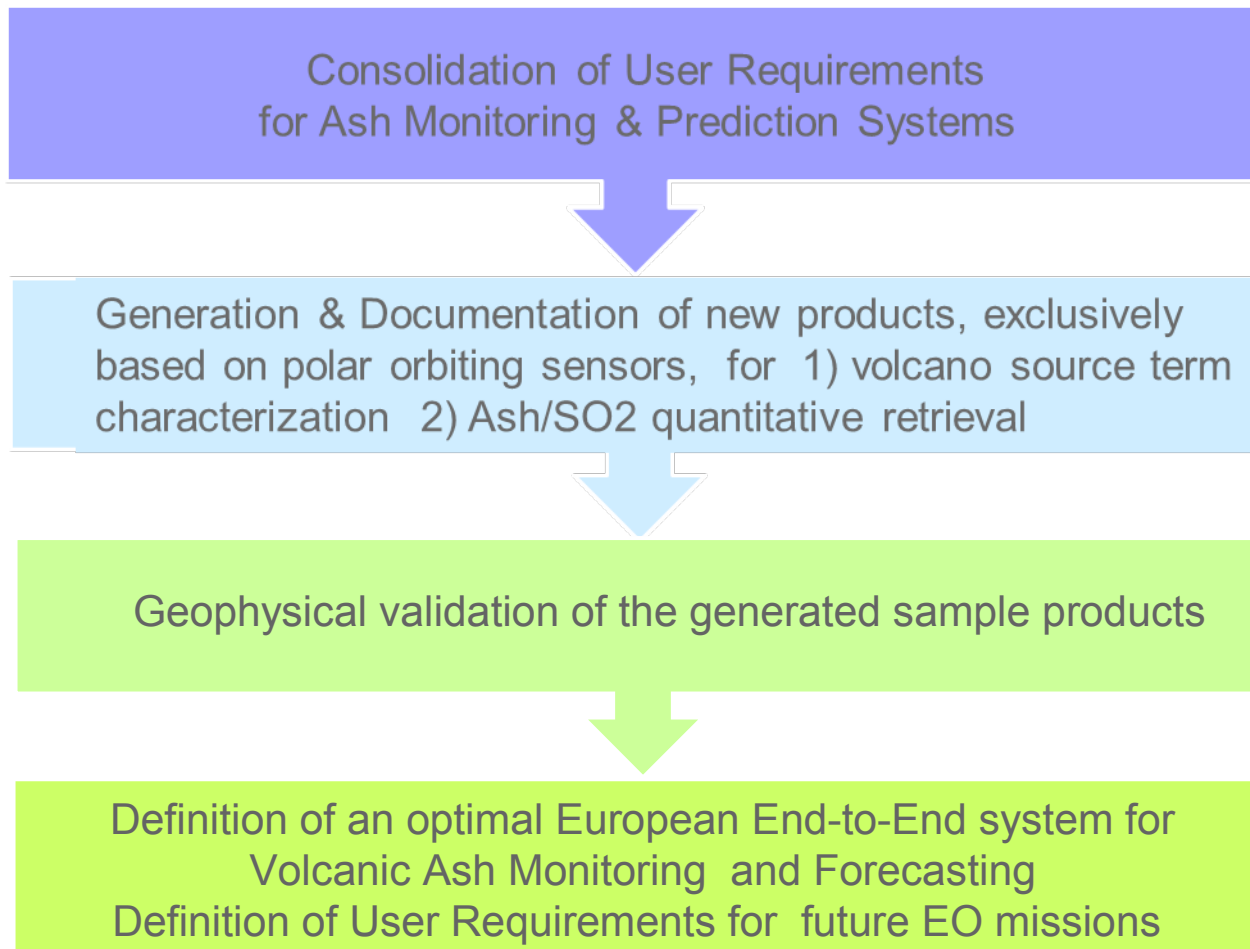 Consolidation of User Requirements
for Ash Monitoring & Prediction Systems
Generation & Documentation of new products, exclusively
based on polar orbiting sensors, for 1) volcano source term
characterization 2) Ash/SO2 quantitative retrieval
Geophysical validation of the generated sample products
Definition of an optimal European End-to-End system for
Volcanic Ash Monitoring and Forecasting
Definition of User Requirements for future EO missions